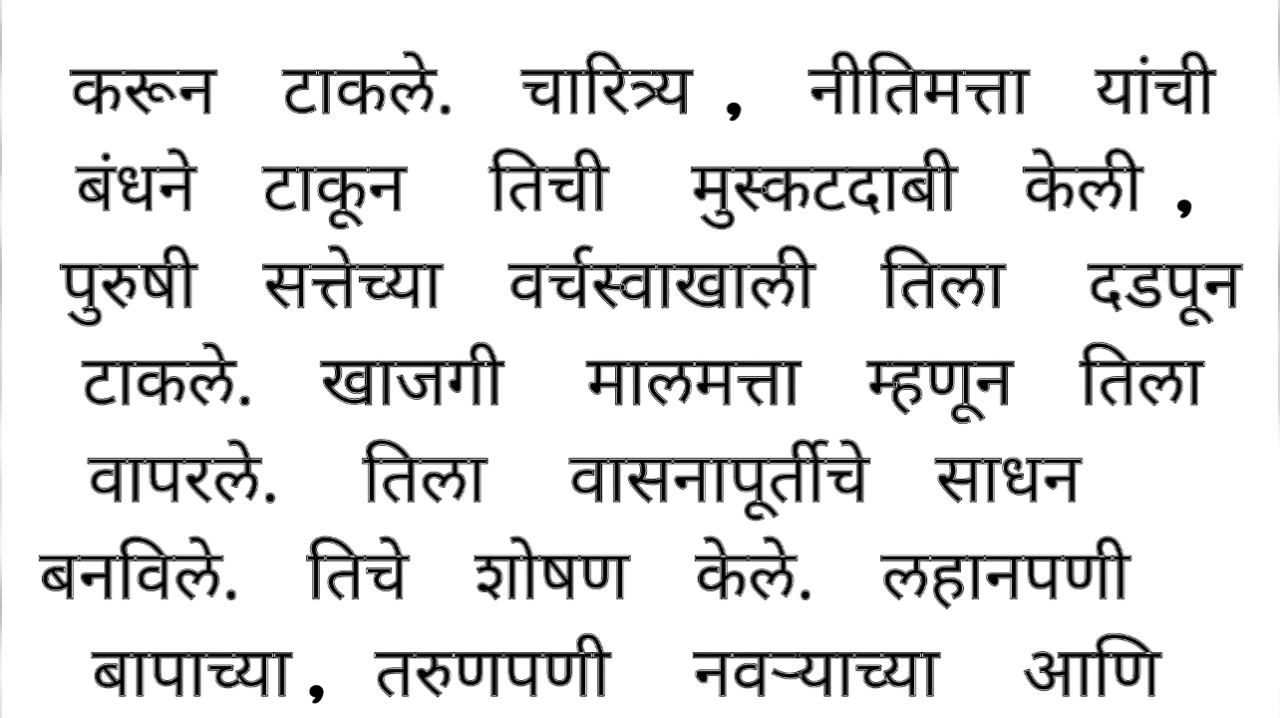 करून टाकले. चारित्र्य , नीतिमत्ता यांची
बंधने टाकून तिची मुस्कटदाबी केली ,
पुरुषी सत्तेच्या वर्चस्वाखाली तिला दडपून
टाकले. खाजगी मालमत्ता म्हणून तिला
वापरले. तिला वासनापूर्तीचे साधन
बनविले. तिचे शोषण केले. लहानपणी
बापाच्या , तरुणपणी नवऱ्याच्या आणि